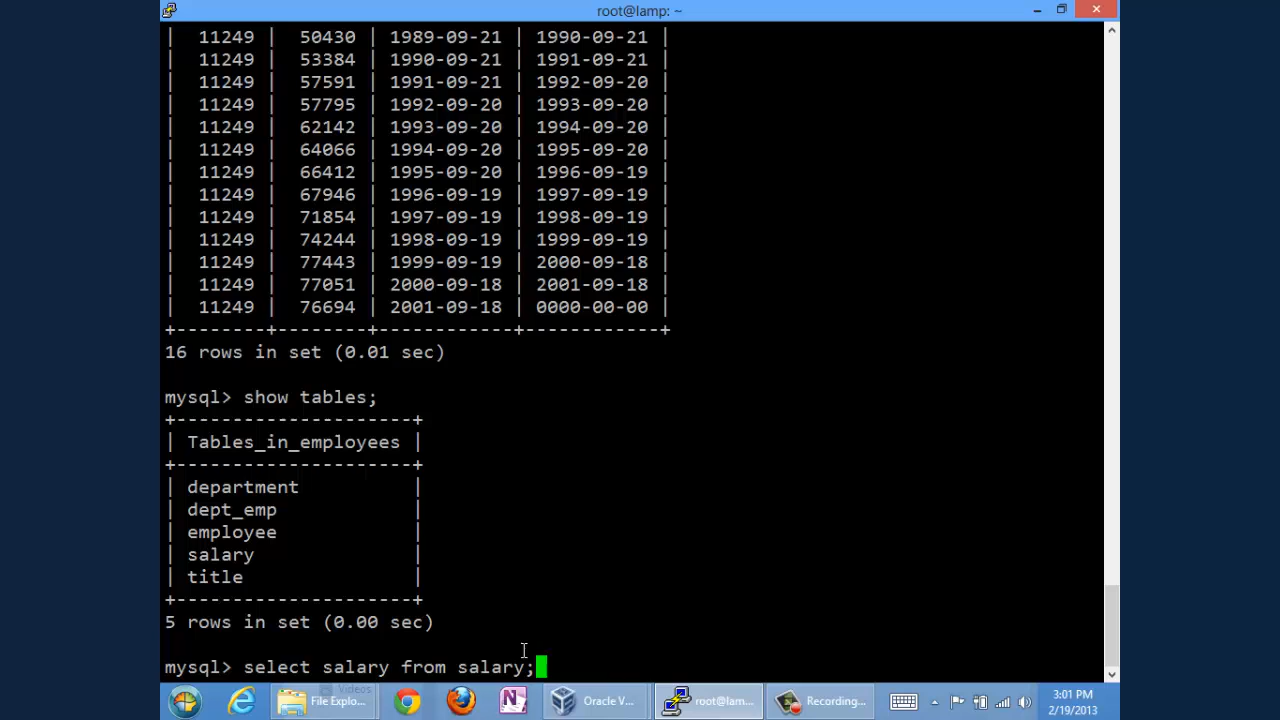 root@lamp: ~
| 11249 | 50430 | 1989-09-21 | 1990-09-21 |
| 11249 | 53384 | 1990-09-21 | 1991-09-21 |
| 11249 | 57591 | 1991-09-21 | 1992-09-20 |
| 11249 | 57795 | 1992-09-20 | 1993-09-20 |
| 11249 | 62142 | 1993-09-20 | 1994-09-20 |
| 11249 | 64066 | 1994-09-20 | 1995-09-20 |
| 11249 | 66412 | 1995-09-20 | 1996-09-19 |
| 11249 | 67946 | 1996-09-19 | 1997-09-19 |
| 11249 | 71854 | 1997-09-19 | 1998-09-19 |
| 11249 | 74244 | 1998-09-19 | 1999-09-19 |
| 11249 | 77443 | 1999-09-19 | 2000-09-18 |
| 11249 | 77051 | 2000-09-18 | 2001-09-18 |
| 11249 | 76694 | 2001-09-18 | 0000-00-00 |
+--------+--------+------------+------------+
16 rows in set (0.01 sec)
mysql> show tables;
+---------------------+
| Tables_in_employees |
+---------------------+
| department |
| dept_emp |
| employee |
| salary |
| title |
+---------------------+
5 rows in set (0.00 sec)
mysql> select salary from salary;
Videos
File Explo...
Oracle V...
root@lam...
Recording...
3:01 PM
2/19/2013